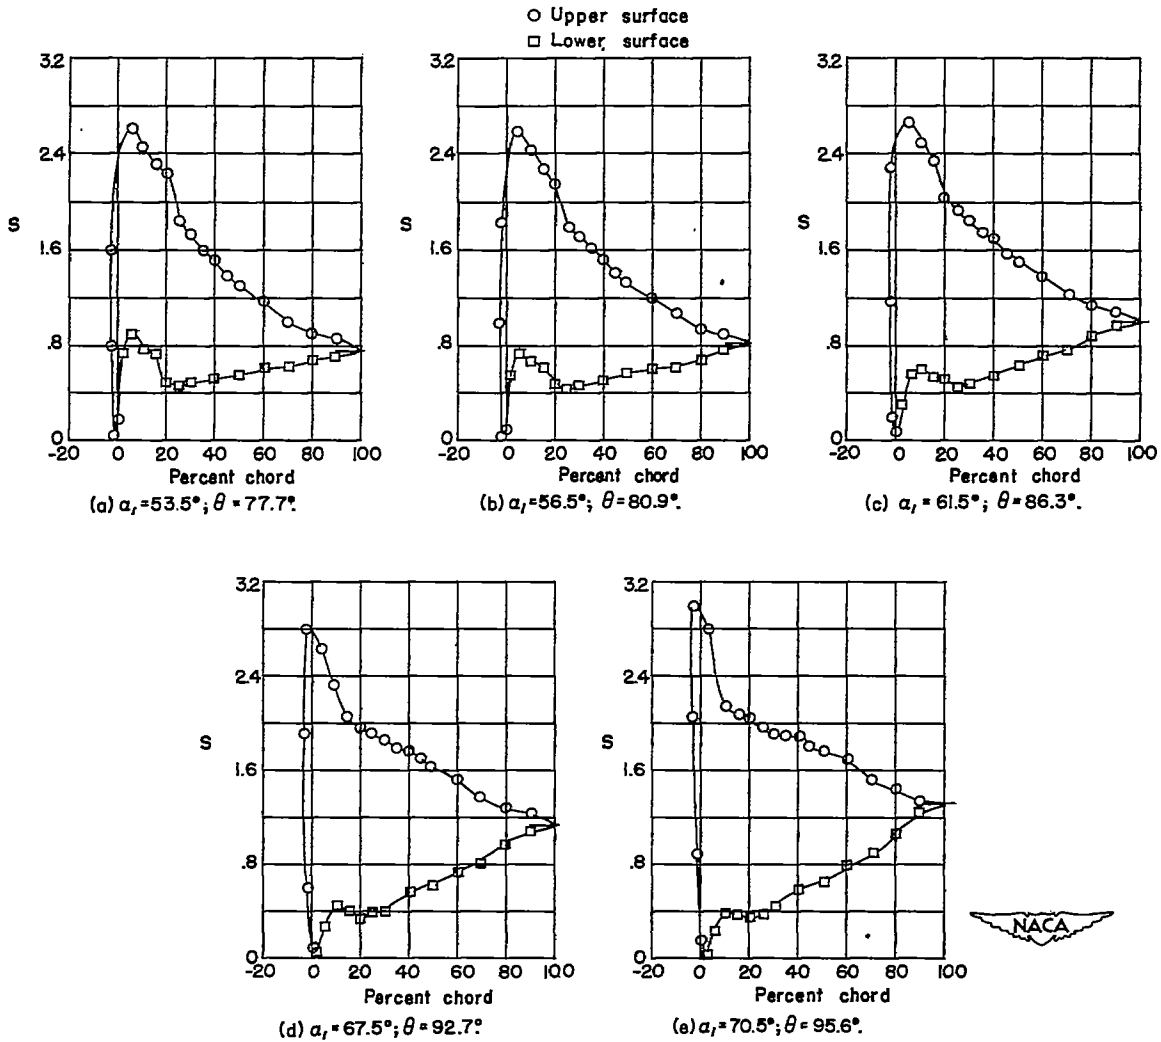 Upper surface
Lower surface
3.2
2.4
S
1.6
.8
0
-20 0 20 40 60 80 100
Percent chord
(a) α₁=53.5°; θ=77.7°.
3.2
2.4
1.6
.8
0
-20 0 20 40 60 80 100
Percent chord
(b) α₁=56.5°; θ=80.9°.
3.2
2.4
S
1.6
.8
0
-20 0 20 40 60 80 100
Percent chord
(c) α₁=61.5°; θ=86.3°.
3.2
2.4
S
1.6
.8
0
-20 0 20 40 60 80 100
Percent chord
(d) α₁=67.5°; θ=92.7°.
3.2
2.4
S
1.6
.8
0
-20 0 20 40 60 80 100
Percent chord
(e) α₁=70.5°; θ=95.6°.
NACA